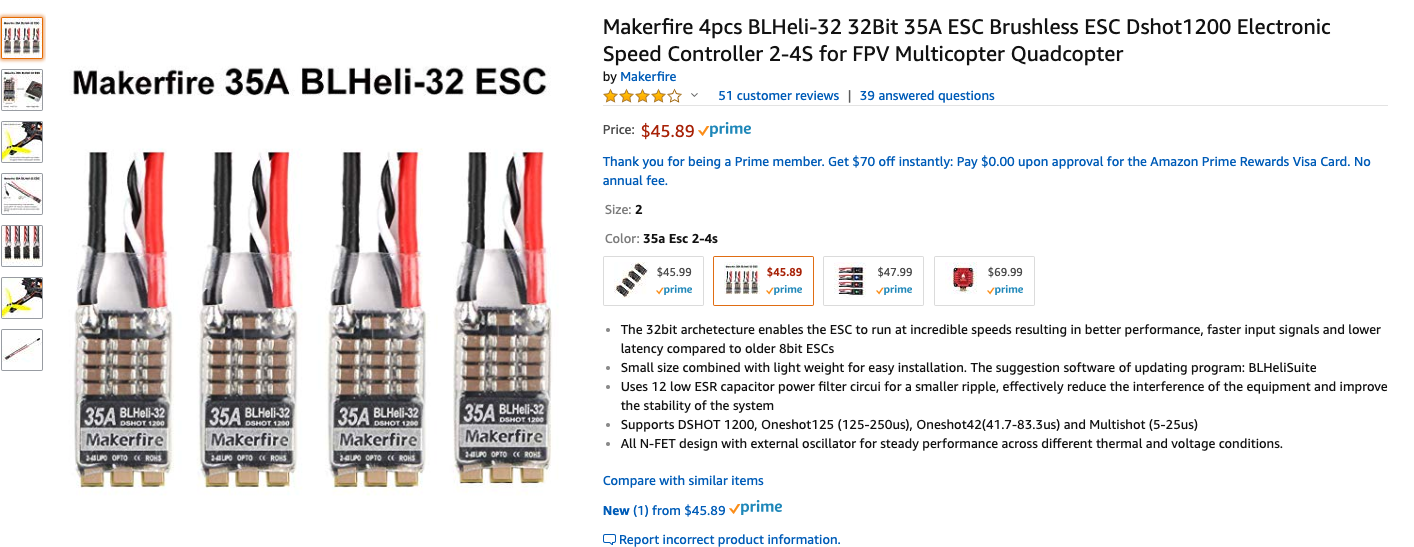 Makerfire 35A BLHeli-32 ESC
35A BLHeli-32
DSHOT 1200
Makerfire
2-4S LIPO OPTO CE ROHS
35A BLHeli-32
DSHOT 1200
Makerfire
2-4S LIPO OPTO CE ROHS
35A BLHeli-32
DSHOT 1200
Makerfire
2-4S LIPO OPTO CE ROHS
35A BLHeli-32
DSHOT 1200
Makerfire
2-4S LIPO OPTO CE ROHS
Makerfire 4pcs BLHeli-32 32Bit 35A ESC Brushless ESC Dshot1200 Electronic
Speed Controller 2-4S for FPV Multicopter Quadcopter
by Makerfire
51 customer reviews | 39 answered questions
Price: $45.89 prime
Thank you for being a Prime member. Get $70 off instantly: Pay $0.00 upon approval for the Amazon Prime Rewards Visa Card. No
annual fee.
Size: 2
Color: 35a Esc 2-4s
$45.99 $45.89 $47.99 $69.99
prime prime prime prime
The 32bit archetecture enables the ESC to run at incredible speeds resulting in better performance, faster input signals and lower
latency compared to older 8bit ESCs
Small size combined with light weight for easy installation. The suggestion software of updating program: BLHeliSuite
Uses 12 low ESR capacitor power filter circui for a smaller ripple, effectively reduce the interference of the equipment and improve
the stability of the system
Supports DSHOT 1200, Oneshot125 (125-250us), Oneshot42(41.7-83.3us) and Multishot (5-25us)
All N-FET design with external oscillator for steady performance across different thermal and voltage conditions.
Compare with similar items
New (1) from $45.89 prime
Report incorrect product information.